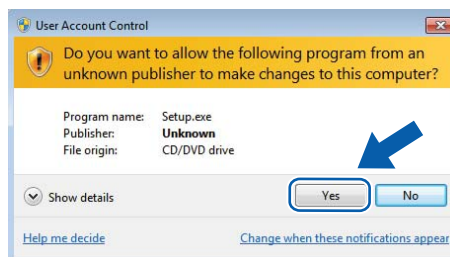 User Account Control
Do you want to allow the following program from an
unknown publisher to make changes to this computer?
Program name: Setup.exe
Publisher: Unknown
File origin: CD/DVD drive
Show details
Yes
No
Help me decide
Change when these notifications appear